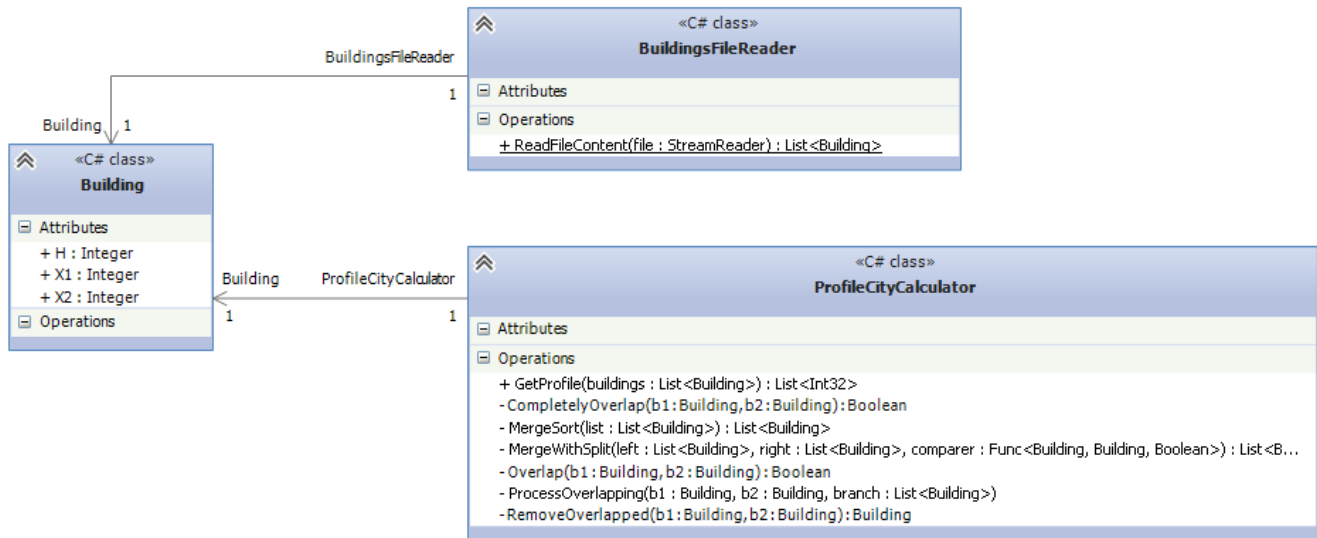 «C# class»
BuildingsFileReader
Attributes
Operations
+ ReadFileContent(file : StreamReader) : List<Building>
BuildingsFileReader
1
Building 1
«C# class»
Building
Attributes
+ H : Integer
+ X1 : Integer
+ X2 : Integer
Operations
Building ProfileCityCalculator
1 1
«C# class»
ProfileCityCalculator
Attributes
Operations
+ GetProfile(buildings : List<Building>) : List<Int32>
- CompletelyOverlap(b1:Building,b2:Building):Boolean
- MergeSort(list : List<Building>) : List<Building>
- MergeWithSplit(left : List<Building>, right : List<Building>, comparer : Func<Building, Building, Boolean>) : List<B...
- Overlap(b1:Building,b2:Building):Boolean
- ProcessOverlapping(b1 : Building, b2 : Building, branch : List<Building>)
- RemoveOverlapped(b1:Building,b2:Building):Building